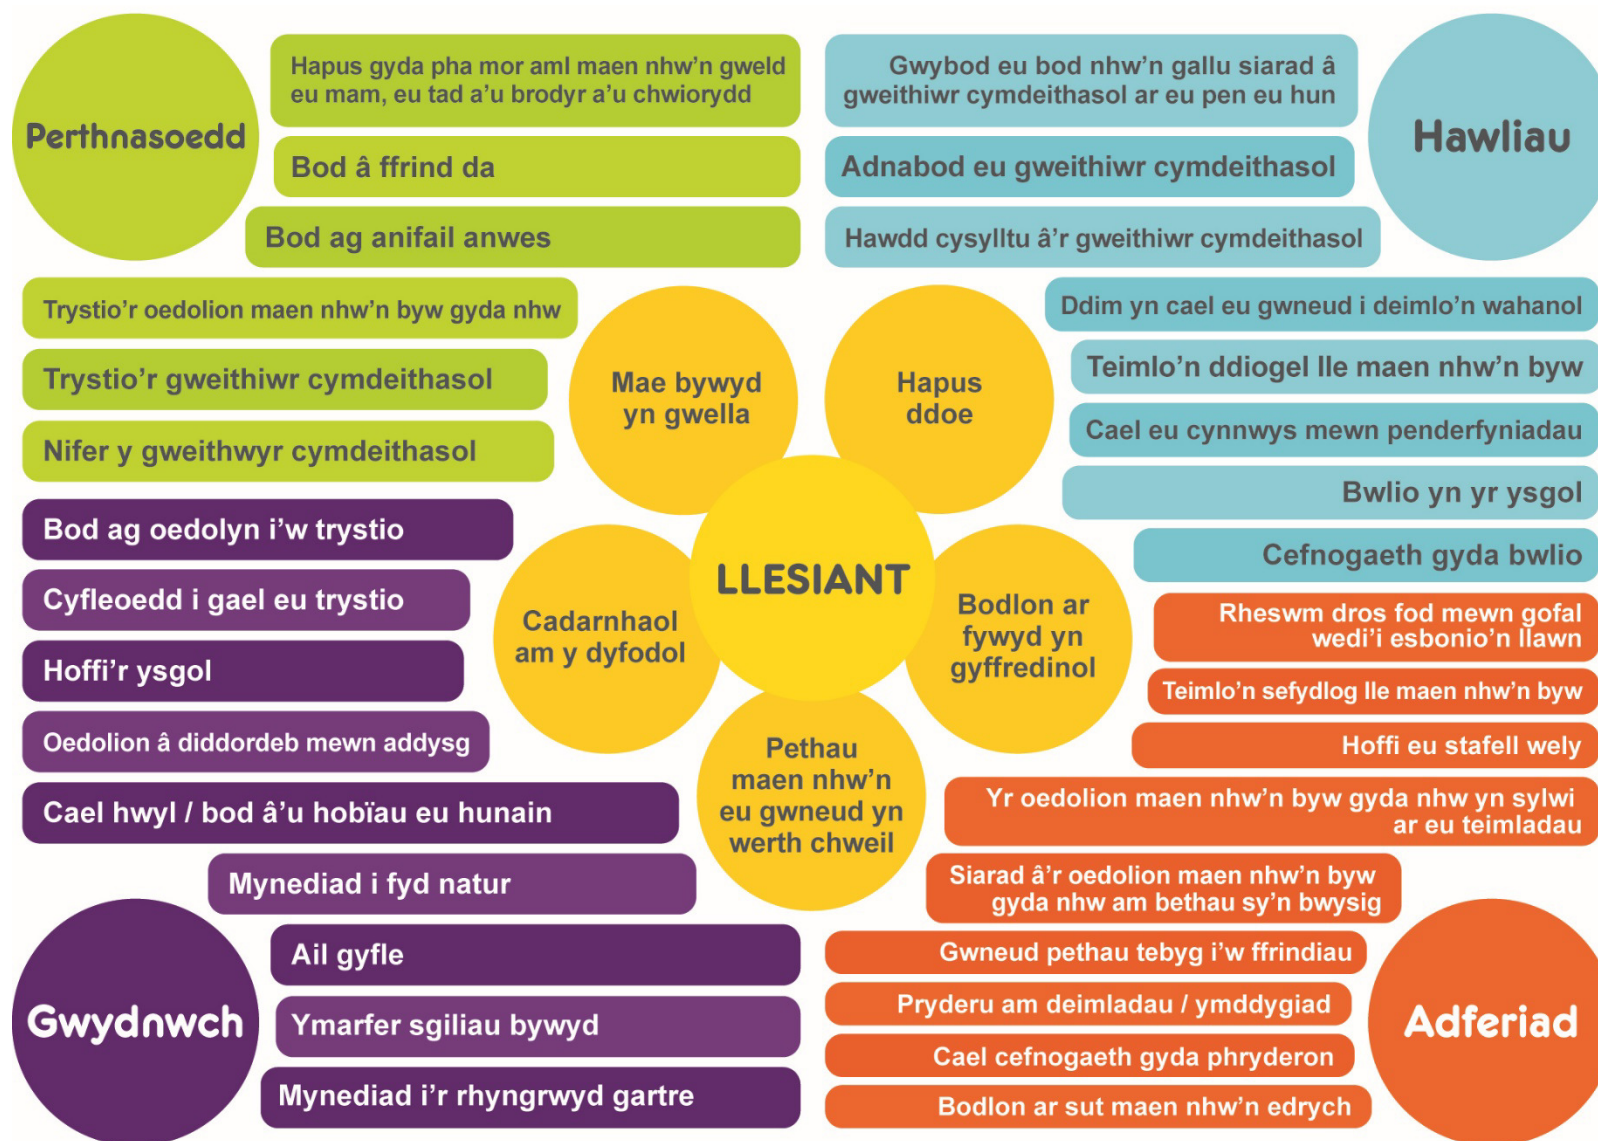 Perthnasoedd
Hapus gyda pha mor aml maen nhw'n gweld
eu mam, eu tad a'u brodyr a'u chwiorydd
Bod â ffrind da
Bod ag anifail anwes
Trystio'r oedolion maen nhw'n byw gyda nhw
Trystio'r gweithiwr cymdeithasol
Nifer y gweithwyr cymdeithasol
Hawliau
Gwybod eu bod nhw'n gallu siarad â
gweithiwr cymdeithasol ar eu pen eu hun
Adnabod eu gweithiwr cymdeithasol
Hawdd cysylltu â'r gweithiwr cymdeithasol
Ddim yn cael eu gwneud i deimlo'n wahanol
Teimlo'n ddiogel lle maen nhw'n byw
Cael eu cynnwys mewn penderfyniadau
Bwlio yn yr ysgol
Cefnogaeth gyda bwlio
Mae bywyd
yn gwella
Hapus
ddoe
LLESIANT
Cadarnhaol
am y dyfodol
Bodlon ar
fywyd yn
gyffredinol
Pethau
maen nhw'n
eu gwneud yn
werth chweil
Bod ag oedolyn i'w trystio
Cyfleoedd i gael eu trystio
Hoffi'r ysgol
Oedolion â diddordeb mewn addysg
Cael hwyl / bod â'u hobïau eu hunain
Mynediad i fyd natur
Ail gyfle
Ymarfer sgiliau bywyd
Mynediad i'r rhyngrwyd gartre
Gwydnwch
Rheswm dros fod mewn gofal
wedi'i esbonio'n llawn
Teimlo'n sefydlog lle maen nhw'n byw
Hoffi eu stafell wely
Yr oedolion maen nhw'n byw gyda nhw yn sylwi
ar eu teimladau
Siarad â'r oedolion maen nhw'n byw
gyda nhw am bethau sy'n bwysig
Gwneud pethau tebyg i'w ffrindiau
Pryderu am deimladau / ymddygiad
Cael cefnogaeth gyda phryderon
Bodlon ar sut maen nhw'n edrych
Adferiad